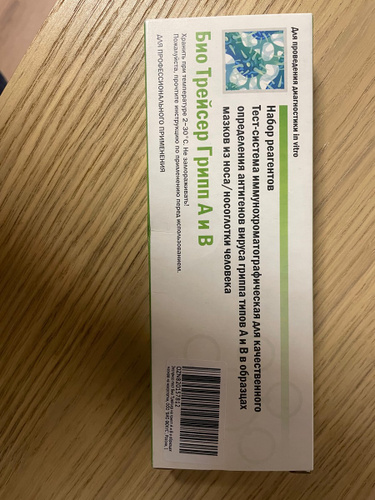 Для проведения диагностики in vitro
Набор реагентов
Тест-система иммунохроматографическая для качественного
определения антигенов вируса гриппа типов A и B в образцах
мазков из носа/носоглотки человека
Био Трейсер Грипп А и В
Хранить при температуре 2–30°C. Не замораживать!
Пожалуйста, прочтите инструкцию по применению перед использованием.
ДЛЯ ПРОФЕССИОНАЛЬНОГО ПРИМЕНЕНИЯ
OZN820157812